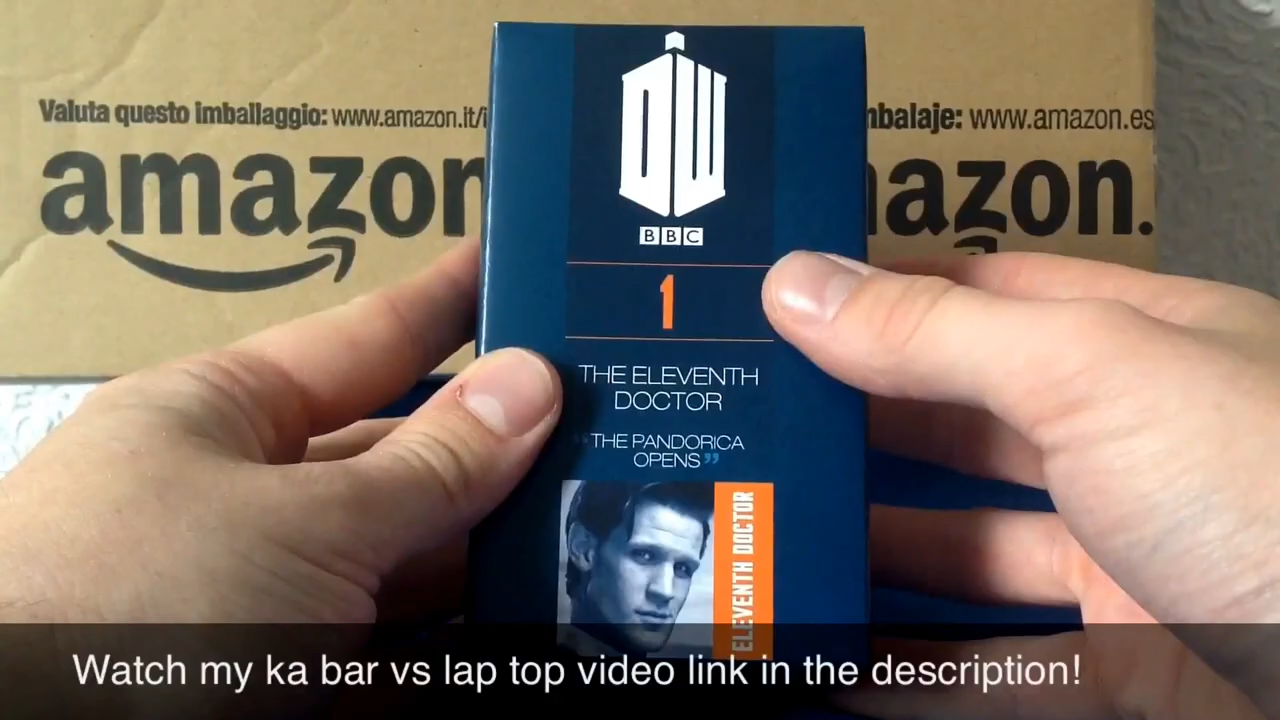 Valuta questo imballaggio: www.amazon.it/i
mbalaje: www.amazon.es
amazon
azon.
DW
BBC
1
THE ELEVENTH
DOCTOR
“THE PANDORICA
OPENS”
ELEVENTH DOCTOR
Watch my ka bar vs lap top video link in the description!